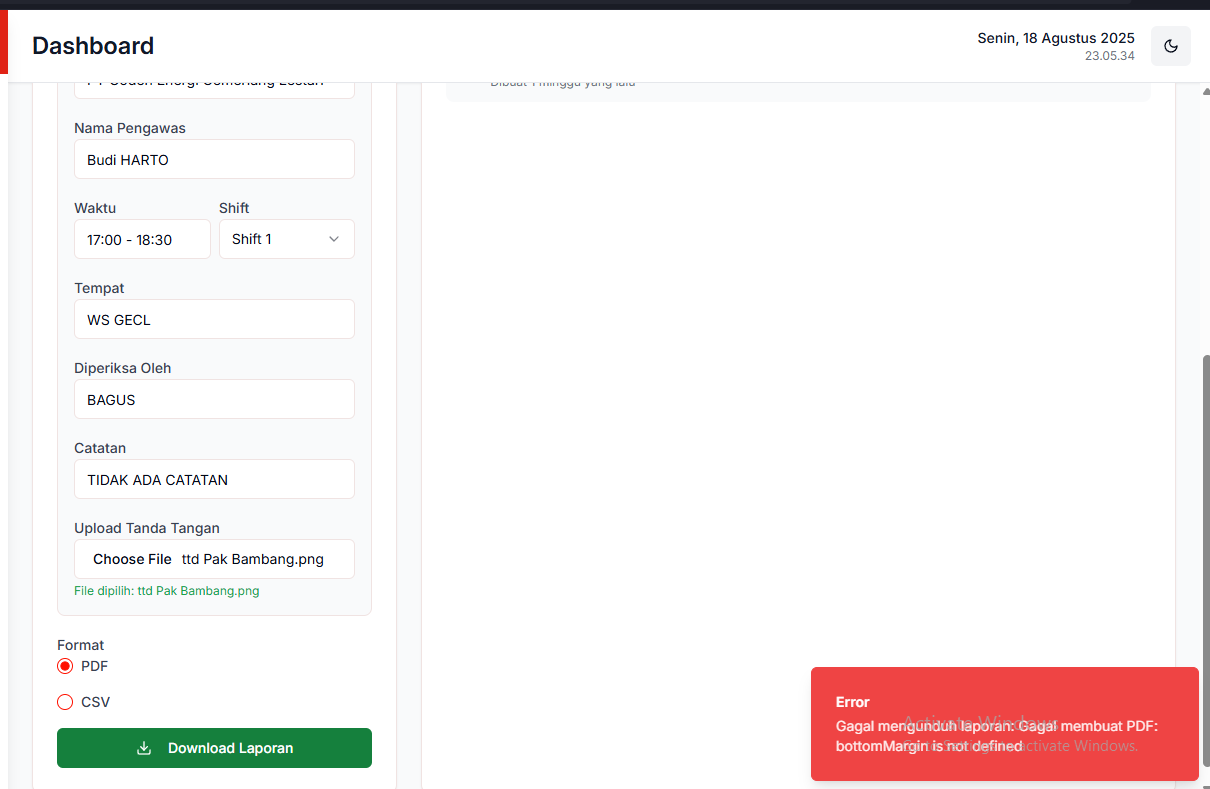 Dashboard
Senin, 18 Agustus 2025
23.05.34
Nama Pengawas
Budi HARTO
Waktu
Shift
17:00 - 18:30
Shift 1
Tempat
WS GECL
Diperiksa Oleh
BAGUS
Catatan
TIDAK ADA CATATAN
Upload Tanda Tangan
Choose File ttd Pak Bambang.png
File dipilih: ttd Pak Bambang.png
Format
PDF
CSV
Download Laporan
Dibuat 1 minggu yang lalu
Error
Gagal mengunduh laporan: Gagal membuat PDF:
bottomMargin is not defined
Activate Windows
Go to Settings to activate Windows.